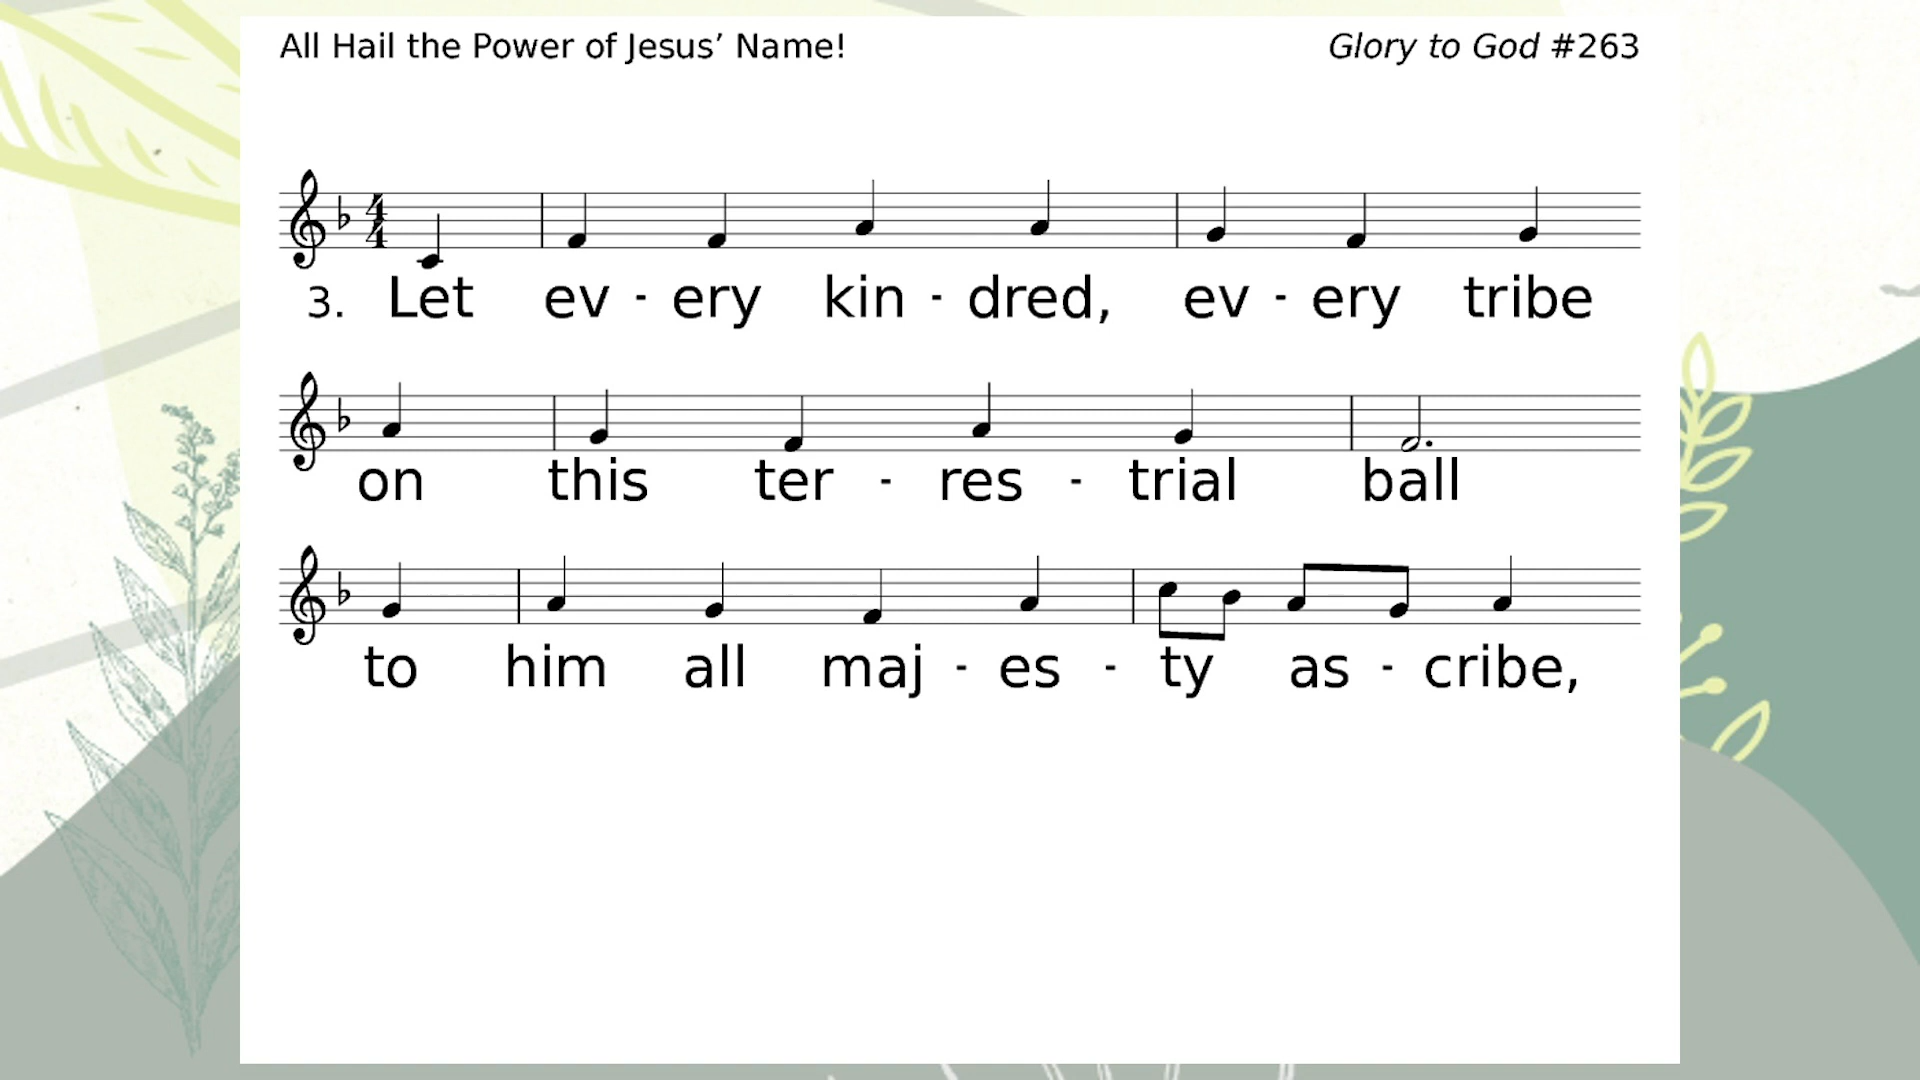 All Hail the Power of Jesus’ Name! Glory to God #263
3. Let ev - ery kin - dred, ev - ery tribe
on this ter - res - trial ball
to him all maj - es - ty as - cribe,